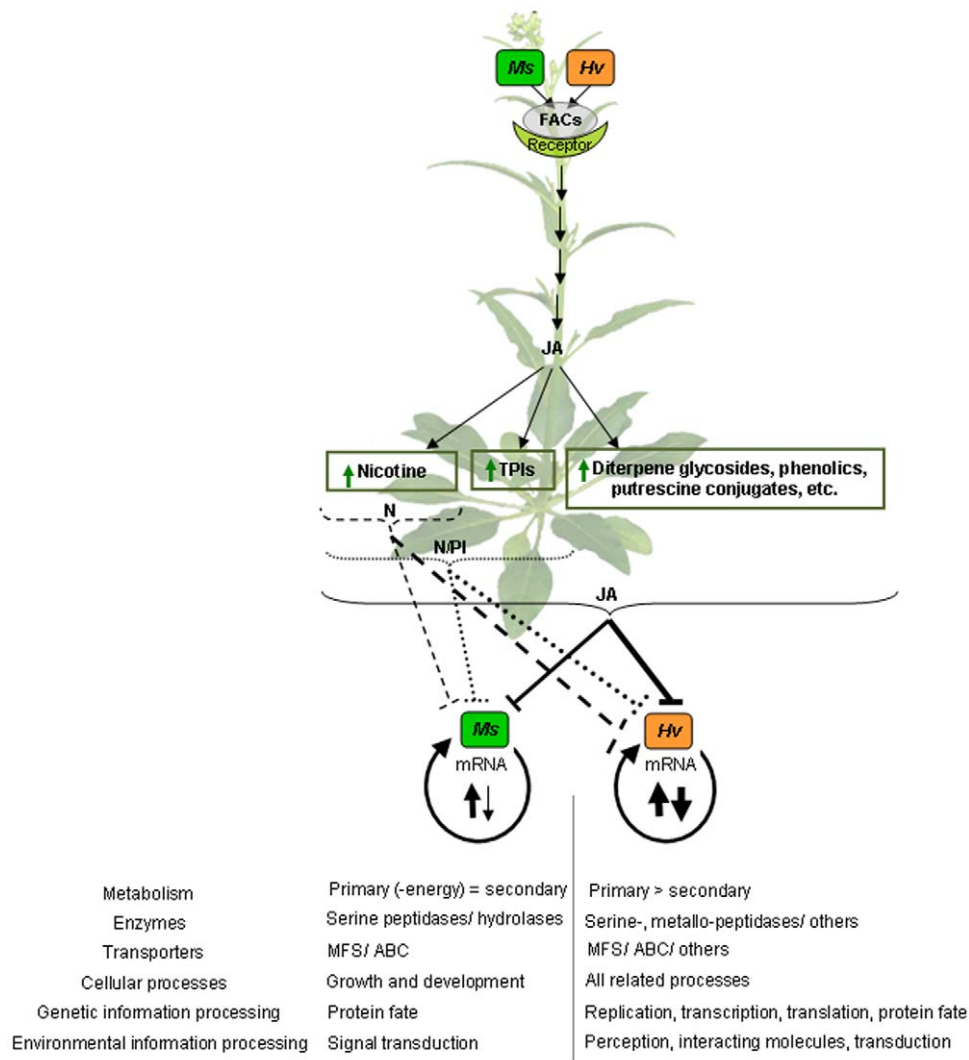 Ms Hv
FACs
Receptor
JA
Nicotine TPIs Diterpene glycosides, phenolics,
putrescine conjugates, etc.
N
N/PI
JA
Ms Hv
mRNA mRNA
Metabolism Primary (-energy) = secondary Primary > secondary
Enzymes Serine peptidases/ hydrolases Serine-, metallo-peptidases/ others
Transporters MFS/ ABC MFS/ ABC/ others
Cellular processes Growth and development All related processes
Genetic information processing Protein fate Replication, transcription, translation, protein fate
Environmental information processing Signal transduction Perception, interacting molecules, transduction